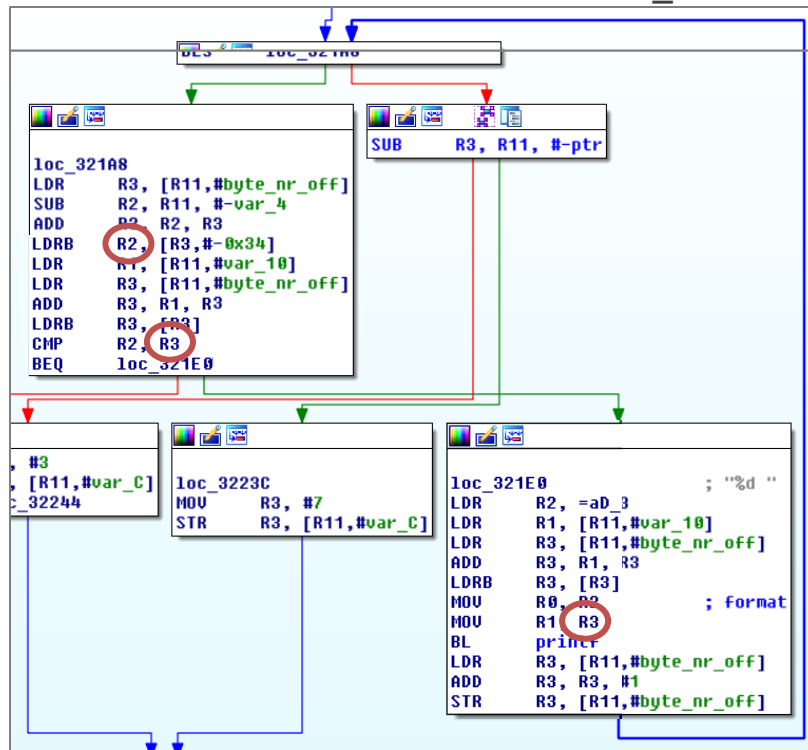 BLS loc_321A8
loc_321A8
LDR R3, [R11,#byte_nr_off]
SUB R2, R11, #-var_4
ADD R3, R2, R3
LDRB R2, [R3,#-0x34]
LDR R1, [R11,#var_10]
LDR R3, [R11,#byte_nr_off]
ADD R3, R1, R3
LDRB R3, [R3]
CMP R2, R3
BEQ loc_321E0
SUB R3, R11, #-ptr
, #3
, [R11,#var_C]
c_32244
loc_3223C
MOV R3, #7
STR R3, [R11,#var_C]
loc_321E0 ; "%d "
LDR R2, =aD_3
LDR R1, [R11,#var_10]
LDR R3, [R11,#byte_nr_off]
ADD R3, R1, R3
LDRB R3, [R3]
MOV R0, R2 ; format
MOV R1, R3
BL printf
LDR R3, [R11,#byte_nr_off]
ADD R3, R3, #1
STR R3, [R11,#byte_nr_off]